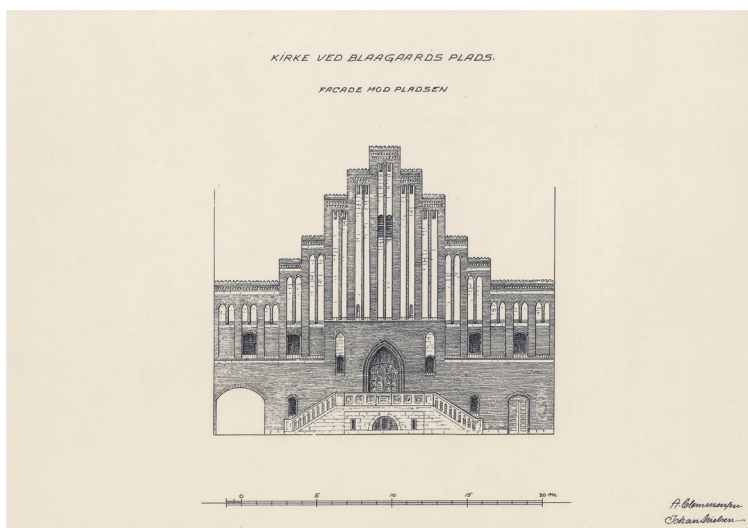 KIRKE VED BLAAGAARDS PLADS.
FACADE MOD PLADSEN
0 5 10 15 20 m
A. Clemmensen
Johan Nielsen